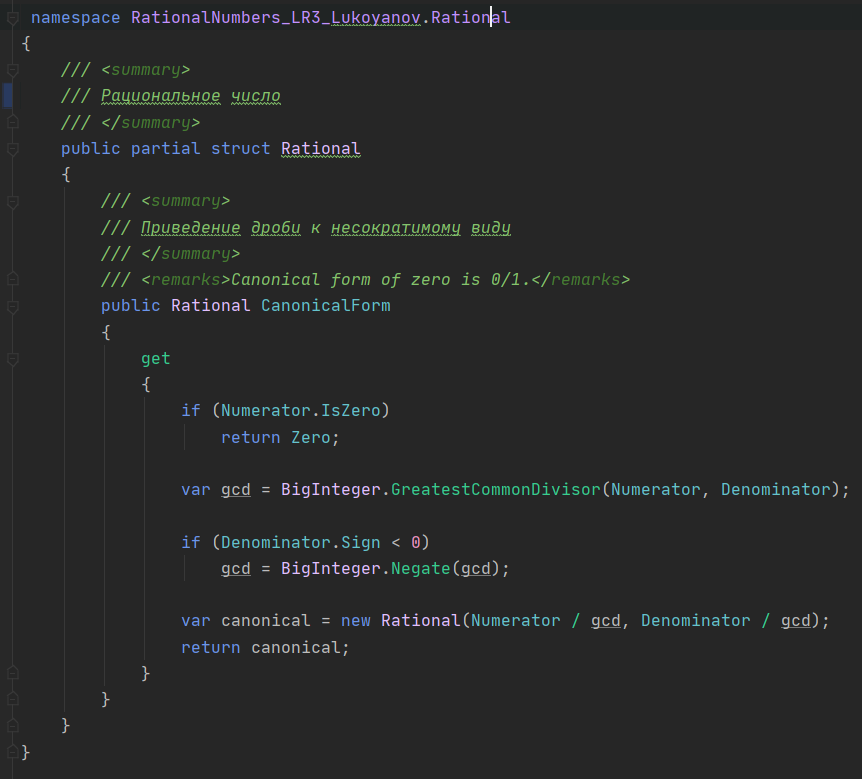 namespace RationalNumbers_LR3_Lukoyanov.Rational
{
    /// <summary>
    /// Рациональное число
    /// </summary>
    public partial struct Rational
    {
        /// <summary>
        /// Приведение дроби к несократимому виду
        /// </summary>
        /// <remarks>Canonical form of zero is 0/1.</remarks>
        public Rational CanonicalForm
        {
            get
            {
                if (Numerator.IsZero)
                    return Zero;

                var gcd = BigInteger.GreatestCommonDivisor(Numerator, Denominator);

                if (Denominator.Sign < 0)
                    gcd = BigInteger.Negate(gcd);

                var canonical = new Rational(Numerator / gcd, Denominator / gcd);
                return canonical;
            }
        }
    }
}